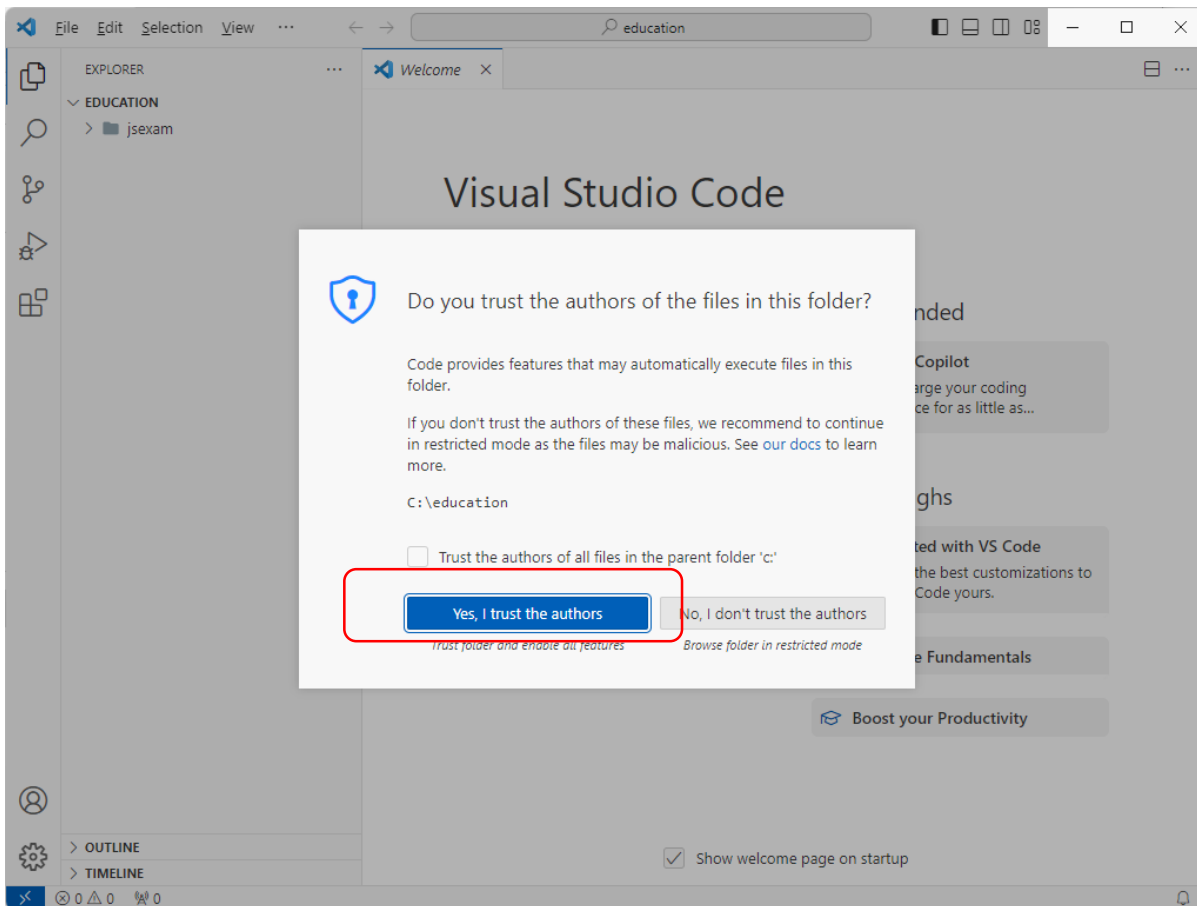 File Edit Selection View ··· education
EXPLORER ···
Welcome
EDUCATION
jsexam
Visual Studio Code
Do you trust the authors of the files in this folder?
Code provides features that may automatically execute files in this
folder.
If you don't trust the authors of these files, we recommend to continue
in restricted mode as the files may be malicious. See our docs to learn
more.
C:\education
Trust the authors of all files in the parent folder 'c:'
Yes, I trust the authors
No, I don't trust the authors
Trust folder and enable all features
Browse folder in restricted mode
nded
Copilot
arge your coding
ce for as little as...
ghs
ted with VS Code
the best customizations to
Code yours.
e Fundamentals
Boost your Productivity
OUTLINE
TIMELINE
Show welcome page on startup
0 0 0